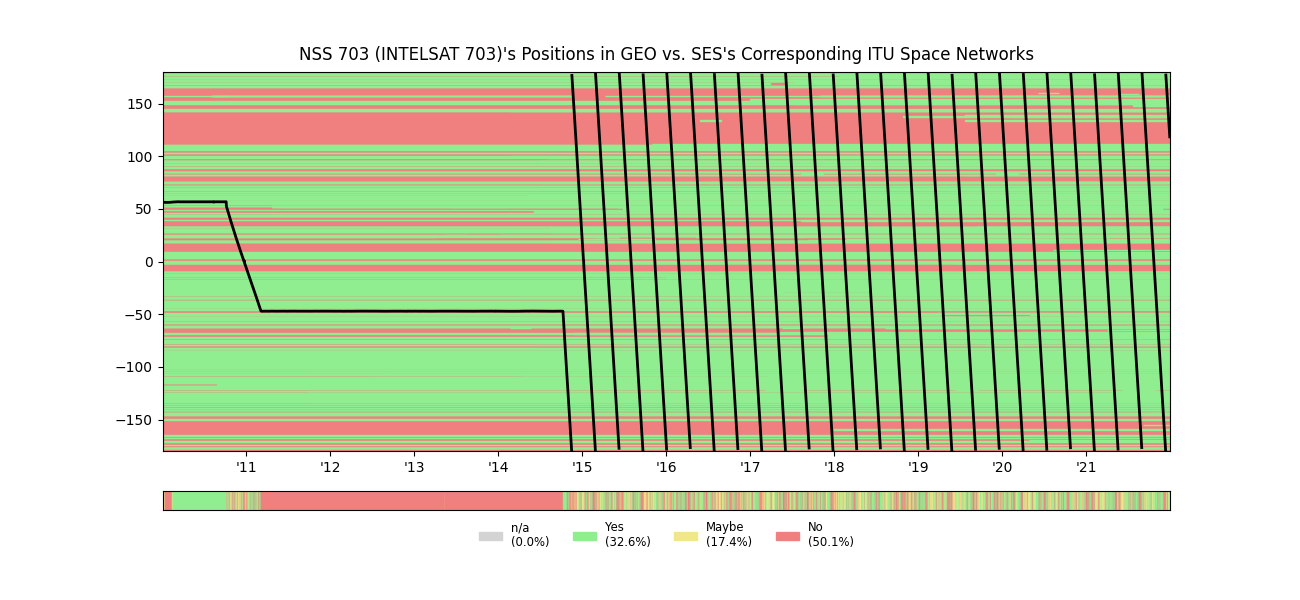 NSS 703 (INTELSAT 703)'s Positions in GEO vs. SES's Corresponding ITU Space Networks
150
100
50
0
−50
−100
−150
'11 '12 '13 '14 '15 '16 '17 '18 '19 '20 '21
n/a Yes Maybe No
(0.0%) (32.6%) (17.4%) (50.1%)